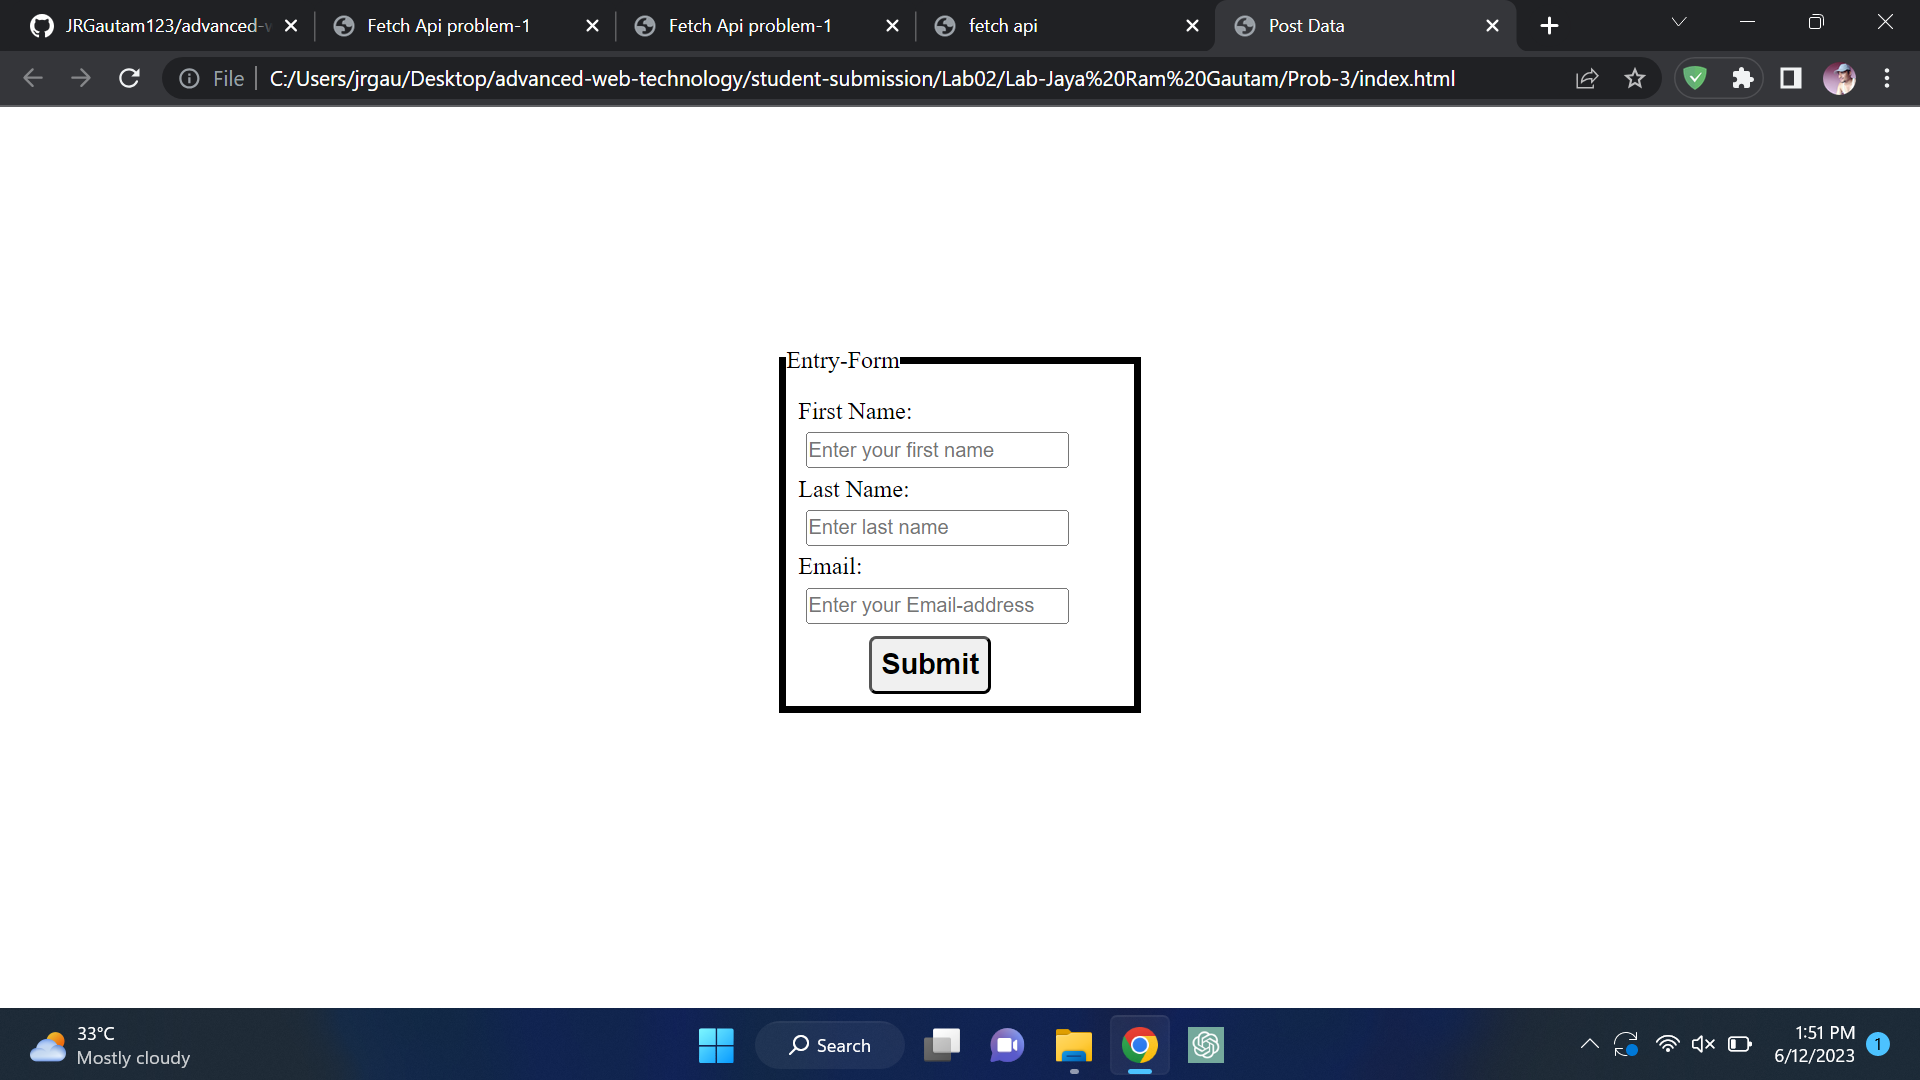 JRGautam123/advanced-w
Fetch Api problem-1
Fetch Api problem-1
fetch api
Post Data
File
C:/Users/jrgau/Desktop/advanced-web-technology/student-submission/Lab02/Lab-Jaya%20Ram%20Gautam/Prob-3/index.html
Entry-Form
First Name:
Enter your first name
Last Name:
Enter last name
Email:
Enter your Email-address
Submit
33°C
Mostly cloudy
Search
1:51 PM
6/12/2023
1